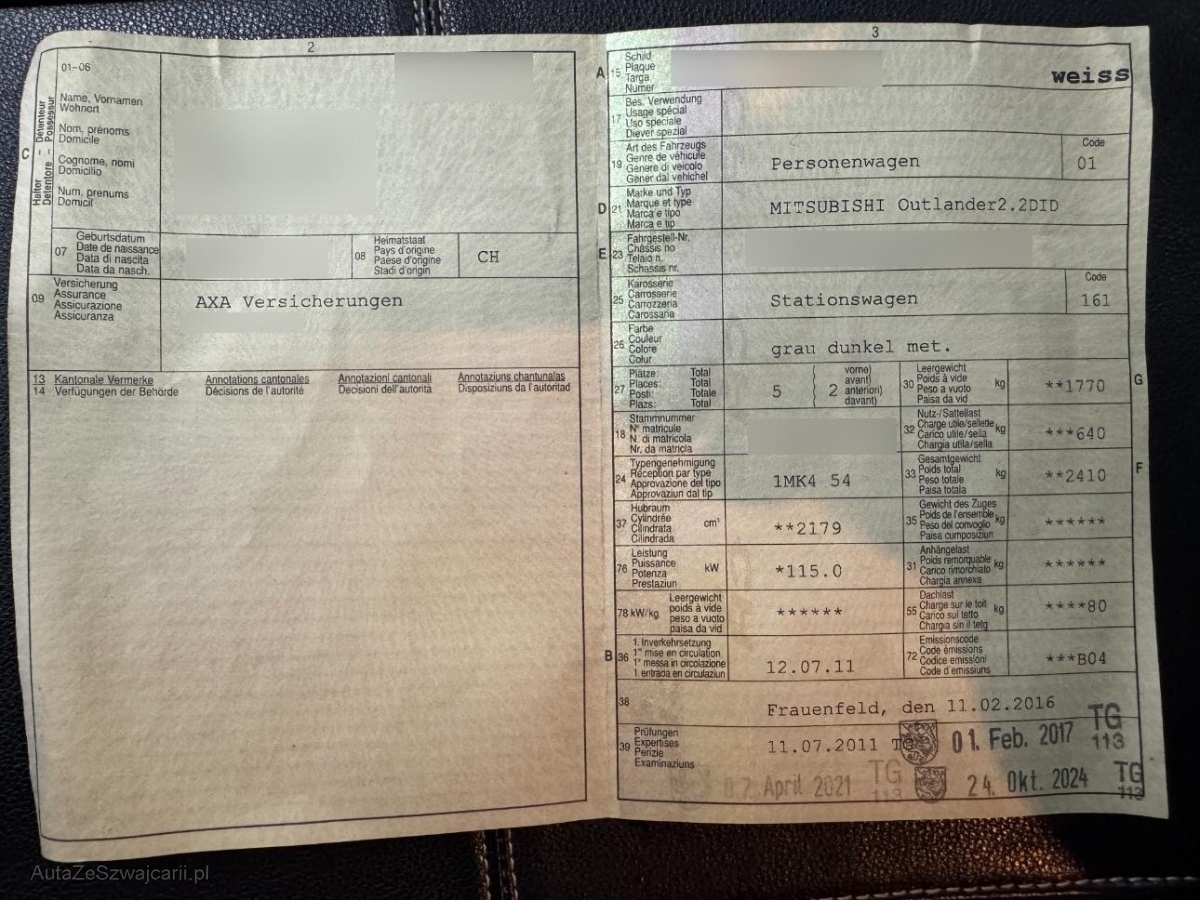 2
01–06
Name, Vornamen
Wohnort
Nom, prénoms
Domicile
Cognome, nomi
Domicilio
Num, prenums
Domicil
C
Halter – Détenteur
Detentore – Possessur
07
Geburtsdatum
Date de naissance
Data di nascita
Data da nasch.
08
Heimatstaat
Pays d'origine
Paese d'origine
Stadi d'origin
CH
09
Versicherung
Assurance
Assicurazione
Assicuranza
AXA Versicherungen
13 Kantonale Vermerke Annotations cantonales Annotazioni cantonali Annotaziuns chantunalas
14 Verfügungen der Behörde Décisions de l'autorité Decisioni dell'autorità Disposiziuns da l'autoritad
3
A
15
Schild
Plaque
Targa
Numer
weiss
17
Bes. Verwendung
Usage spécial
Uso speciale
Diever spezial
19
Art des Fahrzeugs
Genre de véhicule
Genere di veicolo
Gener dal vehichel
Personenwagen
Code
01
D
21
Marke und Typ
Marque et type
Marca e tipo
Marca e tip
MITSUBISHI Outlander2.2DID
E
23
Fahrgestell-Nr.
Châssis no
Telaio n.
Schassis nr.
25
Karosserie
Carrosserie
Carrozzeria
Carossaria
Stationswagen
Code
161
26
Farbe
Couleur
Colore
Colur
grau dunkel met.
27
Plätze: Total
Places: Total
Posti: Totale
Plazs: Total
5
2
vorne)
avant)
anteriori)
davant)
30
Leergewicht
Poids à vide
Peso a vuoto
Paisa da vid
kg
**1770
G
18
Stammnummer
N° matricule
N. di matricola
Nr. da matricla
32
Nutz-/Sattellast
Charge utile/sellette
Carico utile/sella
Chargia utila/sella
kg
***640
24
Typengenehmigung
Réception par type
Approvazione del tipo
Approvaziun dal tip
1MK4 54
33
Gesamtgewicht
Poids total
Peso totale
Paisa totala
kg
**2410
F
37
Hubraum
Cylindrée
Cilindrata
Cilindrada
cm³
**2179
35
Gewicht des Zuges
Poids de l'ensemble
Peso del convoglio
Paisa cumposiziun
kg
******
76
Leistung
Puissance
Potenza
Prestaziun
kW
*115.0
31
Anhängelast
Poids remorquable
Carico rimorchiato
Chargia annexa
kg
******
78 kW/kg
Leergewicht
poids à vide
peso a vuoto
paisa da vid
******
55
Dachlast
Charge sur le toit
Carico sul tetto
Chargia sin il tetg
kg
****80
B
36
1. Inverkehrsetzung
1re mise en circulation
1a messa in circolazione
1. entrada en circulaziun
12.07.11
72
Emissionscode
Code émissions
Codice emissioni
Code d'emissiuns
***B04
38
Frauenfeld, den 11.02.2016
39
Prüfungen
Expertises
Perizie
Examinaziuns
11.07.2011 TG
01. Feb. 2017
TG
113
07. April 2021
TG
113
24. Okt. 2024
TG
113
AutaZeSzwajcarii.pl